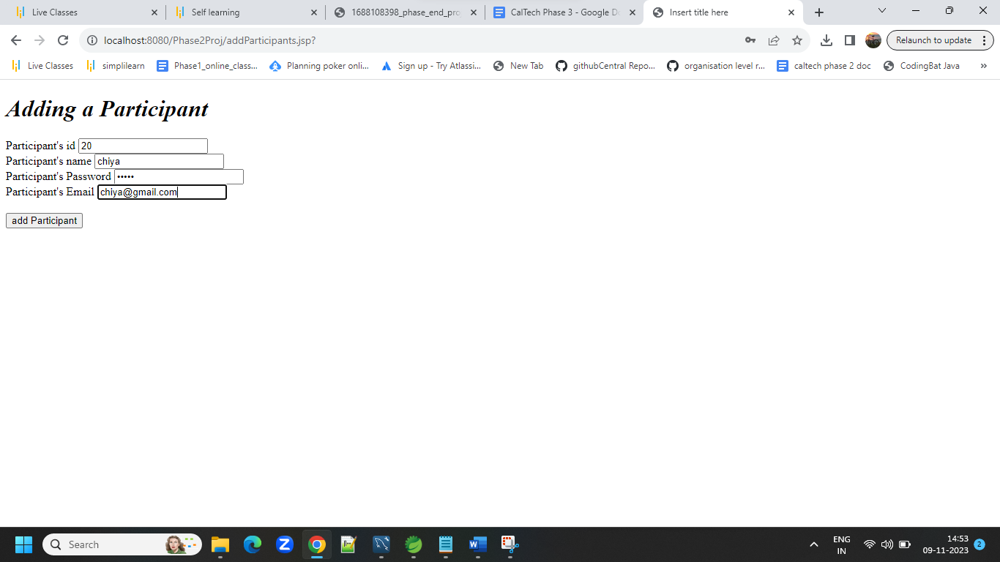 Live Classes
Self learning
1688108398_phase_end_pro
CalTech Phase 3 - Google Do
Insert title here
localhost:8080/Phase2Proj/addParticipants.jsp?
Relaunch to update
Live Classes
simplilearn
Phase1_online_class...
Planning poker onli...
Sign up - Try Atlassi...
New Tab
githubCentral Repo...
organisation level r...
caltech phase 2 doc
CodingBat Java
»
Adding a Participant
Participant's id 20
Participant's name chiya
Participant's Password •••••
Participant's Email chiya@gmail.com
add Participant
Search
ENG
IN
14:53
09-11-2023
2